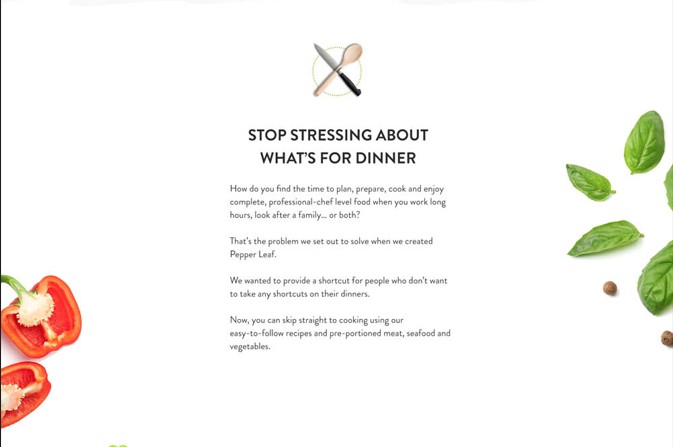 STOP STRESSING ABOUT
WHAT'S FOR DINNER
How do you find the time to plan, prepare, cook and enjoy
complete, professional-chef level food when you work long
hours, look after a family... or both?
That's the problem we set out to solve when we created
Pepper Leaf.
We wanted to provide a shortcut for people who don't want
to take any shortcuts on their dinners.
Now, you can skip straight to cooking using our
easy-to-follow recipes and pre-portioned meat, seafood and
vegetables.